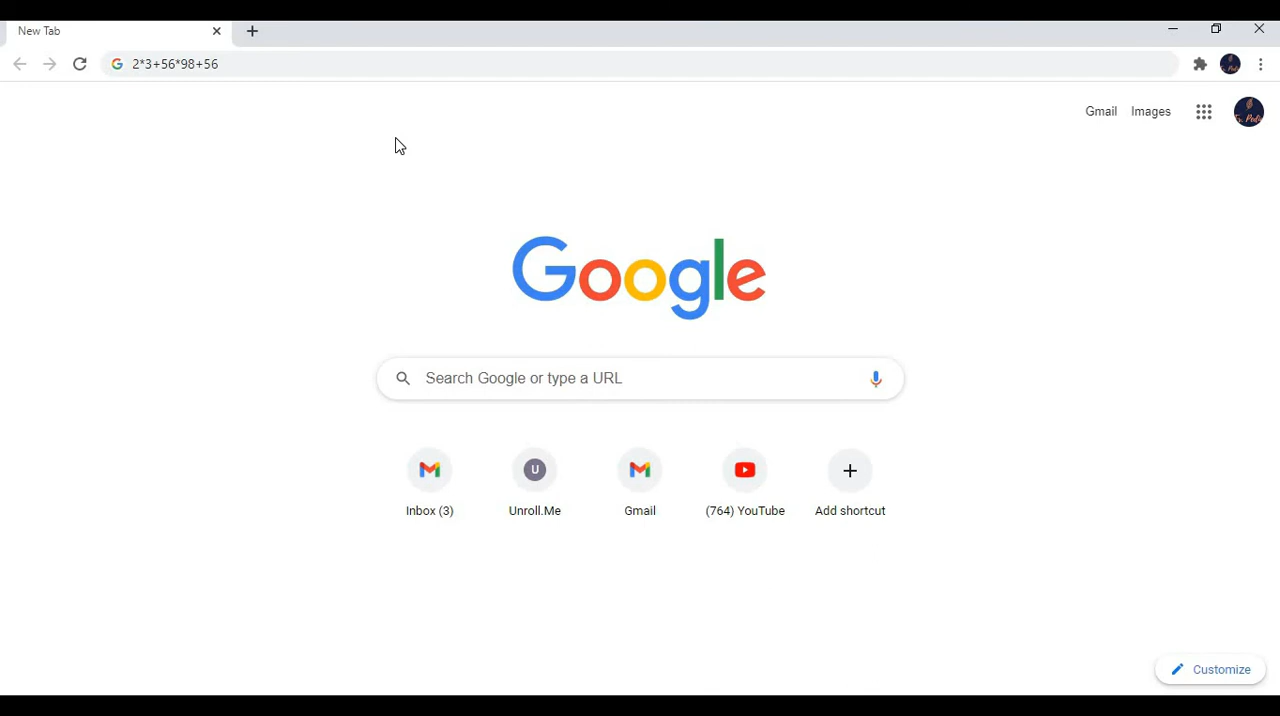 New Tab
2*3+56*98+56
Gmail Images
Google
Search Google or type a URL
U
Inbox (3) Unroll.Me Gmail (764) YouTube Add shortcut
Customize